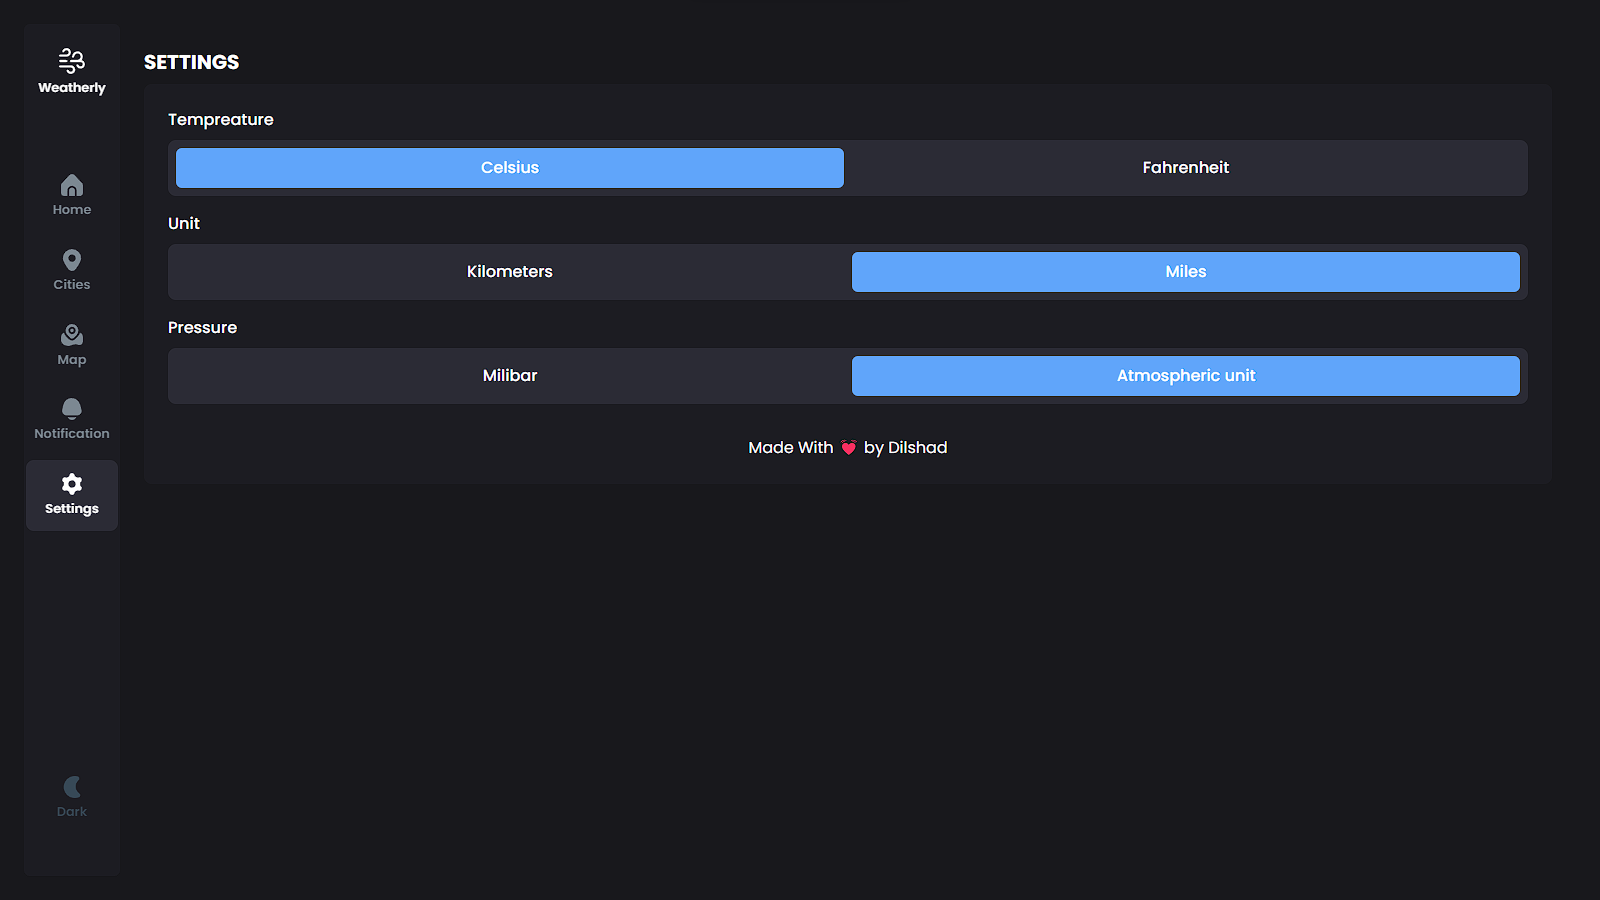 Weatherly
Home
Cities
Map
Notification
Settings
Dark
SETTINGS
Tempreature
Celsius Fahrenheit
Unit
Kilometers Miles
Pressure
Milibar Atmospheric unit
Made With 💓 by Dilshad